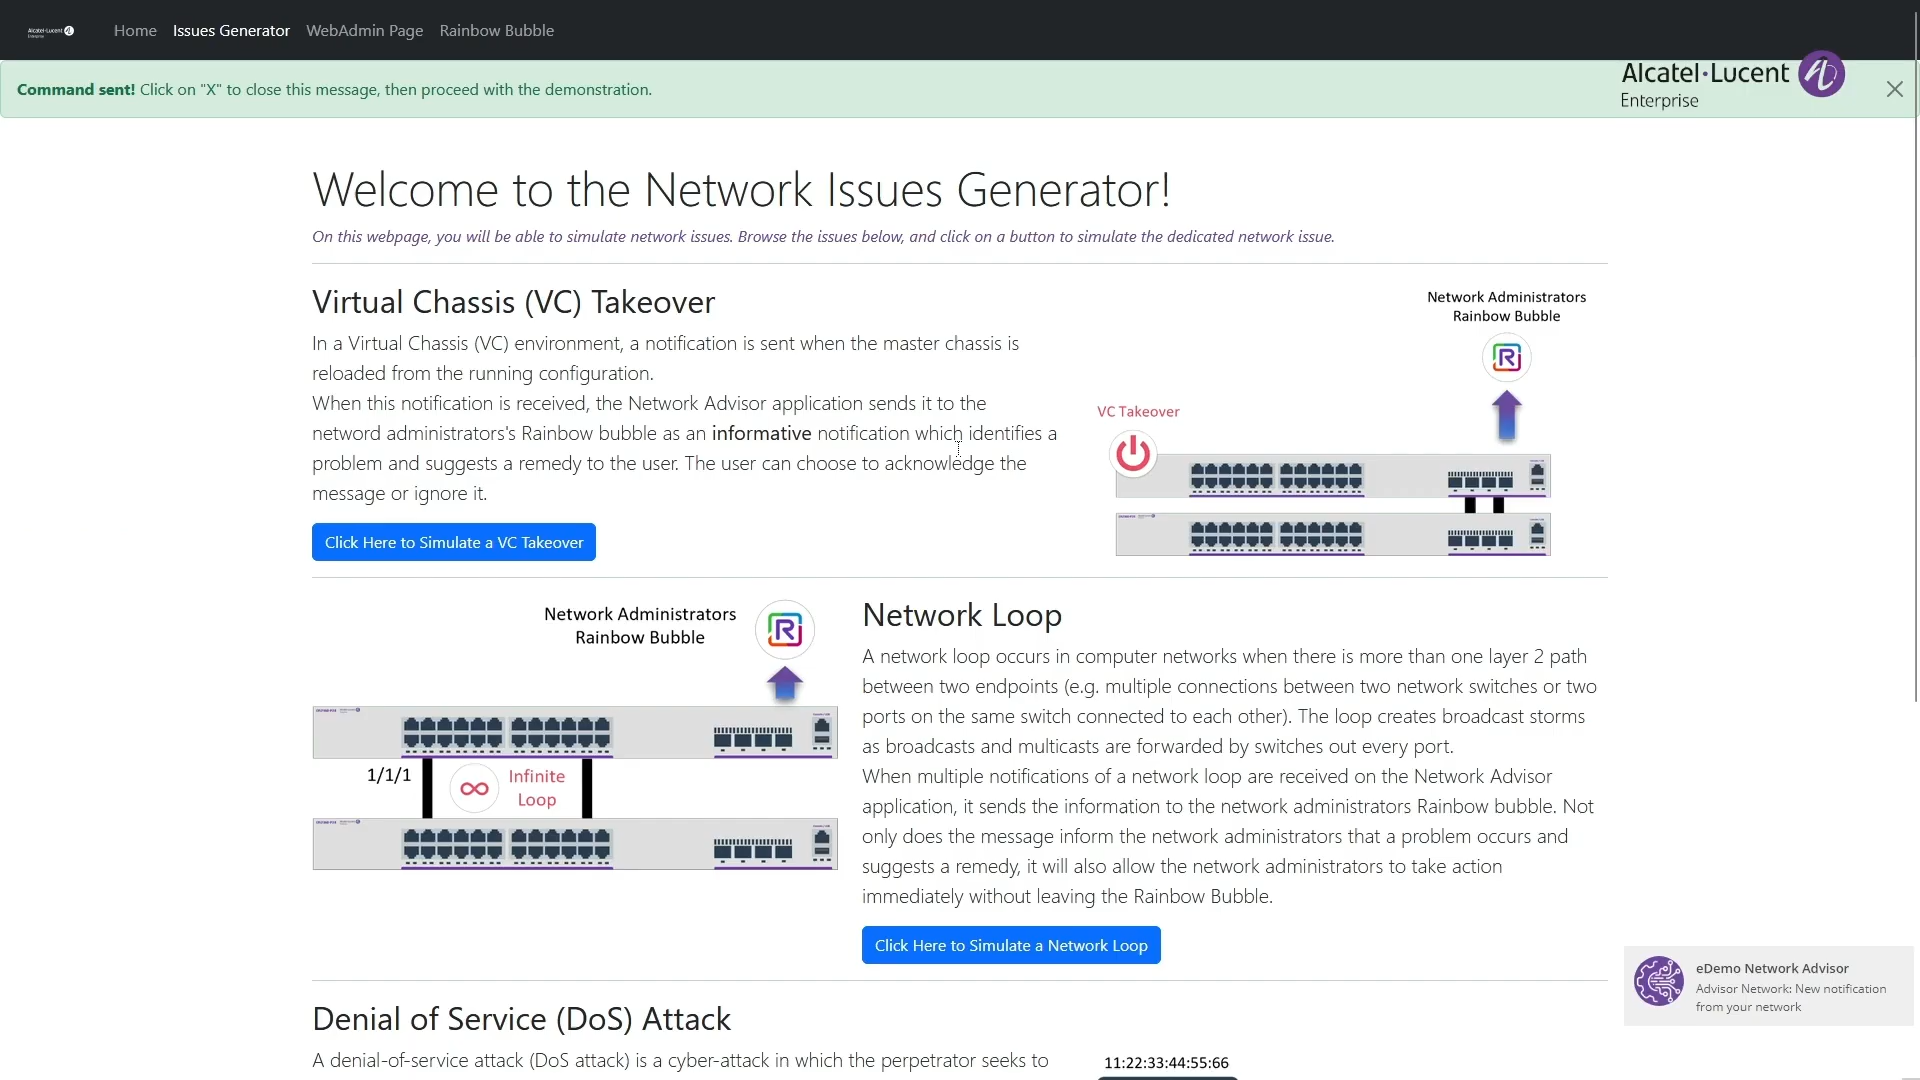 Alcatel·Lucent
Enterprise
Home
Issues Generator
WebAdmin Page
Rainbow Bubble
Alcatel·Lucent
Enterprise
Command sent! Click on "X" to close this message, then proceed with the demonstration.
Welcome to the Network Issues Generator!
On this webpage, you will be able to simulate network issues. Browse the issues below, and click on a button to simulate the dedicated network issue.
Virtual Chassis (VC) Takeover
In a Virtual Chassis (VC) environment, a notification is sent when the master chassis is
reloaded from the running configuration.
When this notification is received, the Network Advisor application sends it to the
netword administrators's Rainbow bubble as an informative notification which identifies a
problem and suggests a remedy to the user. The user can choose to acknowledge the
message or ignore it.
Click Here to Simulate a VC Takeover
Network Administrators
Rainbow Bubble
R
VC Takeover
Network Administrators
Rainbow Bubble
R
1/1/1
Infinite
Loop
Network Loop
A network loop occurs in computer networks when there is more than one layer 2 path
between two endpoints (e.g. multiple connections between two network switches or two
ports on the same switch connected to each other). The loop creates broadcast storms
as broadcasts and multicasts are forwarded by switches out every port.
When multiple notifications of a network loop are received on the Network Advisor
application, it sends the information to the network administrators Rainbow bubble. Not
only does the message inform the network administrators that a problem occurs and
suggests a remedy, it will also allow the network administrators to take action
immediately without leaving the Rainbow Bubble.
Click Here to Simulate a Network Loop
eDemo Network Advisor
Advisor Network: New notification
from your network
Denial of Service (DoS) Attack
A denial-of-service attack (DoS attack) is a cyber-attack in which the perpetrator seeks to
11:22:33:44:55:66